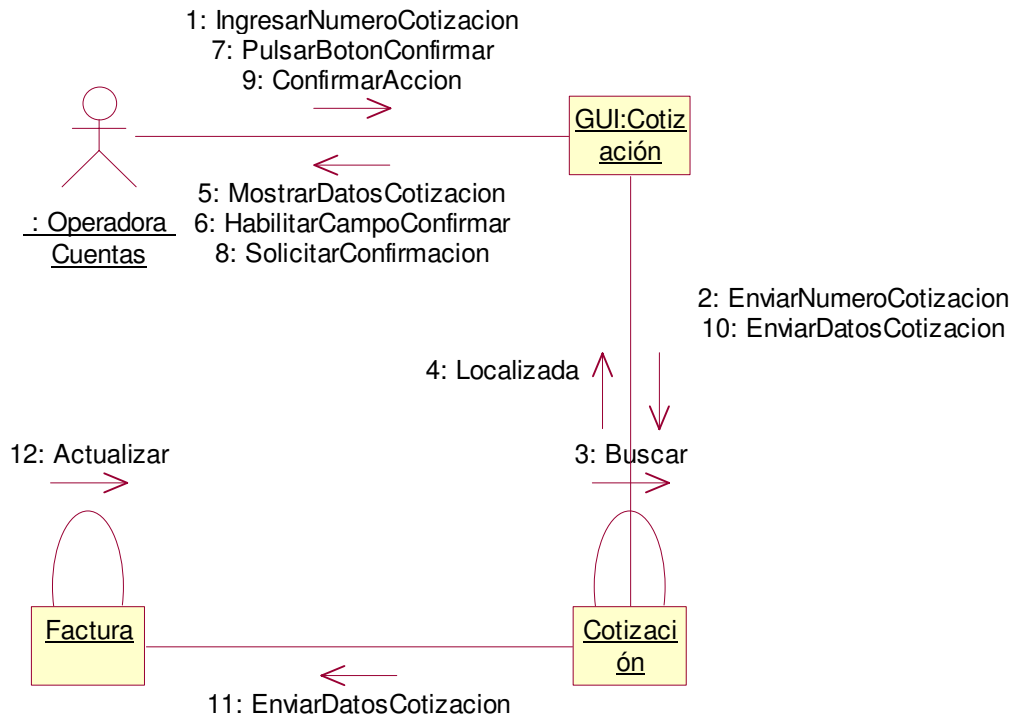 1: IngresarNumeroCotizacion
7: PulsarBotonConfirmar
9: ConfirmarAccion
GUI:Cotiz
ación
5: MostrarDatosCotizacion
6: HabilitarCampoConfirmar
8: SolicitarConfirmacion
: Operadora
Cuentas
2: EnviarNumeroCotizacion
10: EnviarDatosCotizacion
4: Localizada
12: Actualizar
3: Buscar
Factura
Cotizaci
ón
11: EnviarDatosCotizacion